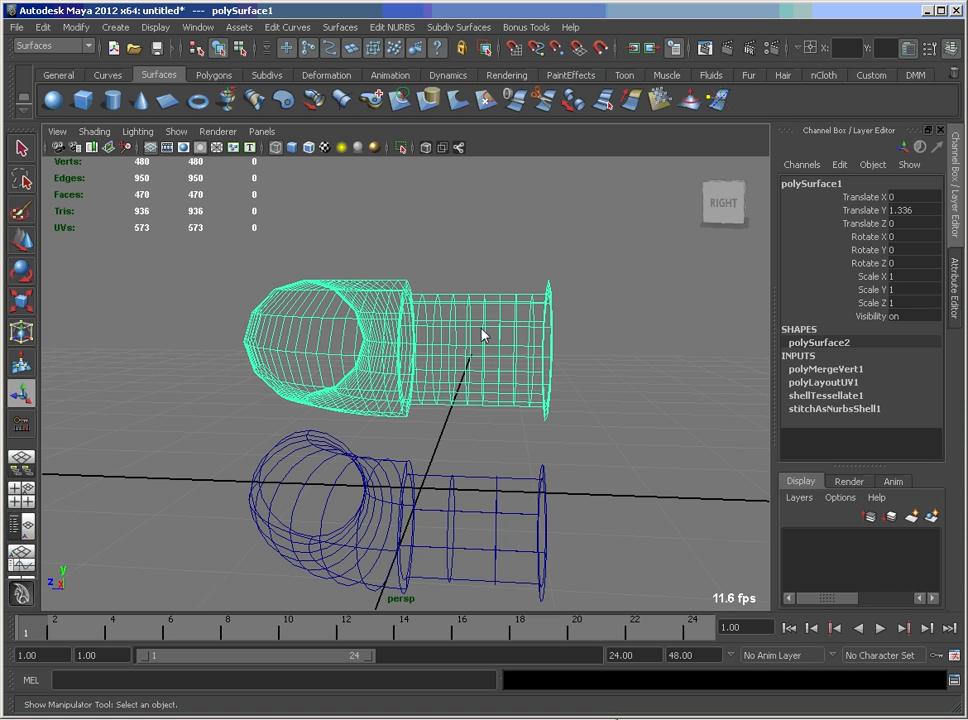 Autodesk Maya 2012 x64: untitled* --- polySurface1
File Edit Modify Create Display Window Assets Edit Curves Surfaces Edit NURBS Subdiv Surfaces Bonus Tools Help
Surfaces X: Y:
General Curves Surfaces Polygons Subdivs Deformation Animation Dynamics Rendering PaintEffects Toon Muscle Fluids Fur Hair nCloth Custom DMM
View Shading Lighting Show Renderer Panels
Verts: 480 480 0
Edges: 950 950 0
Faces: 470 470 0
Tris: 936 936 0
UVs: 573 573 0
RIGHT
y
z x
persp
11.6 fps
Channel Box / Layer Editor
Channels Edit Object Show
polySurface1
Translate X 0
Translate Y 1.336
Translate Z 0
Rotate X 0
Rotate Y 0
Rotate Z 0
Scale X 1
Scale Y 1
Scale Z 1
Visibility on
SHAPES
polySurface2
INPUTS
polyMergeVert1
polyLayoutUV1
shellTessellate1
stitchAsNurbsShell1
Display Render Anim
Layers Options Help
Channel Box / Layer Editor
Attribute Editor
2 4 6 8 10 12 14 16 18 20 22 24
1 1.00
1.00 1.00 1 24 24.00 48.00 No Anim Layer No Character Set
MEL
Show Manipulator Tool: Select an object.